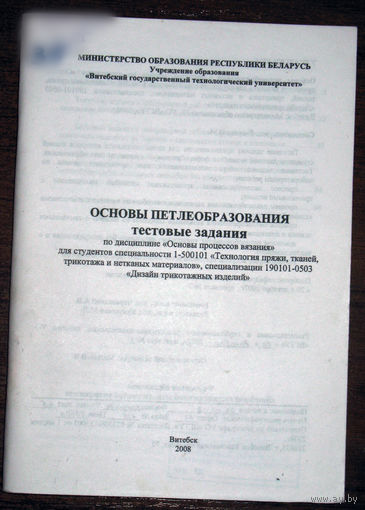 МИНИСТЕРСТВО ОБРАЗОВАНИЯ РЕСПУБЛИКИ БЕЛАРУСЬ
Учреждение образования
«Витебский государственный технологический университет»
ОСНОВЫ ПЕТЛЕОБРАЗОВАНИЯ
тестовые задания
по дисциплине «Основы процессов вязания»
для студентов специальности 1-500101 «Технология пряжи, тканей,
трикотажа и нетканых материалов», специализации 190101-0503
«Дизайн трикотажных изделий»
Витебск
2008
ay.by